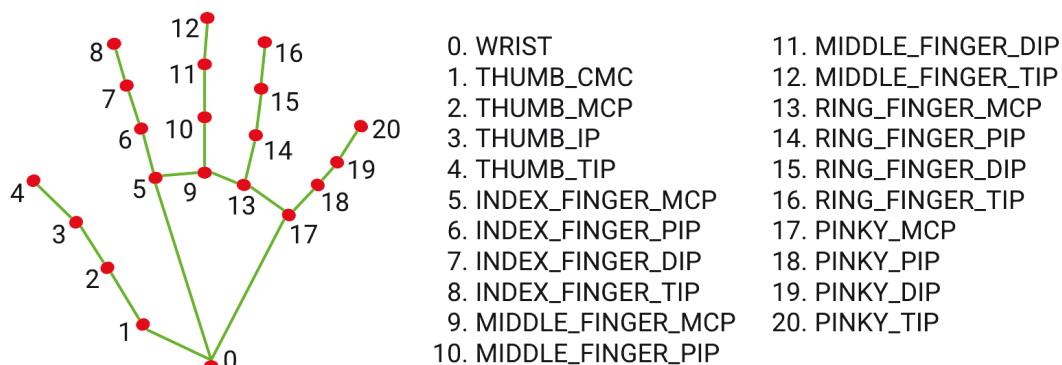 12
8
16
11
7
15
20
6
10
14
19
4
5
9
13
18
3
17
2
1
0
0. WRIST
1. THUMB_CMC
2. THUMB_MCP
3. THUMB_IP
4. THUMB_TIP
5. INDEX_FINGER_MCP
6. INDEX_FINGER_PIP
7. INDEX_FINGER_DIP
8. INDEX_FINGER_TIP
9. MIDDLE_FINGER_MCP
10. MIDDLE_FINGER_PIP
11. MIDDLE_FINGER_DIP
12. MIDDLE_FINGER_TIP
13. RING_FINGER_MCP
14. RING_FINGER_PIP
15. RING_FINGER_DIP
16. RING_FINGER_TIP
17. PINKY_MCP
18. PINKY_PIP
19. PINKY_DIP
20. PINKY_TIP